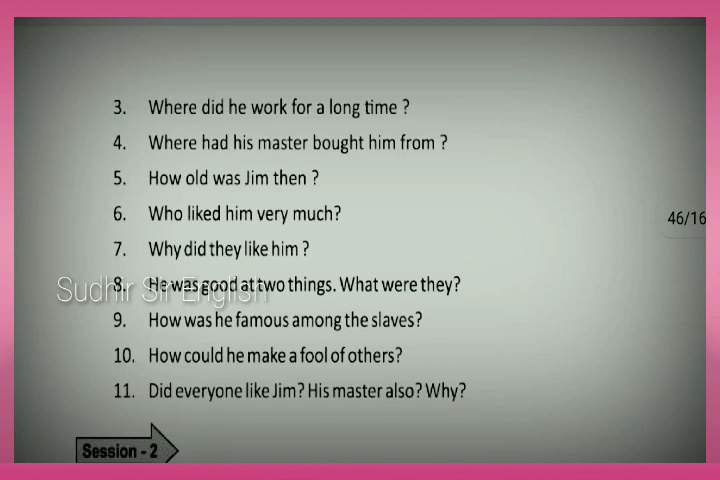 3. Where did he work for a long time ?
4. Where had his master bought him from ?
5. How old was Jim then ?
46/16
6. Who liked him very much?
7. Why did they like him ?
8. He was good at two things. What were they?
Sudhir Sir English
9. How was he famous among the slaves?
10. How could he make a fool of others?
11. Did everyone like Jim? His master also? Why?
Session - 2